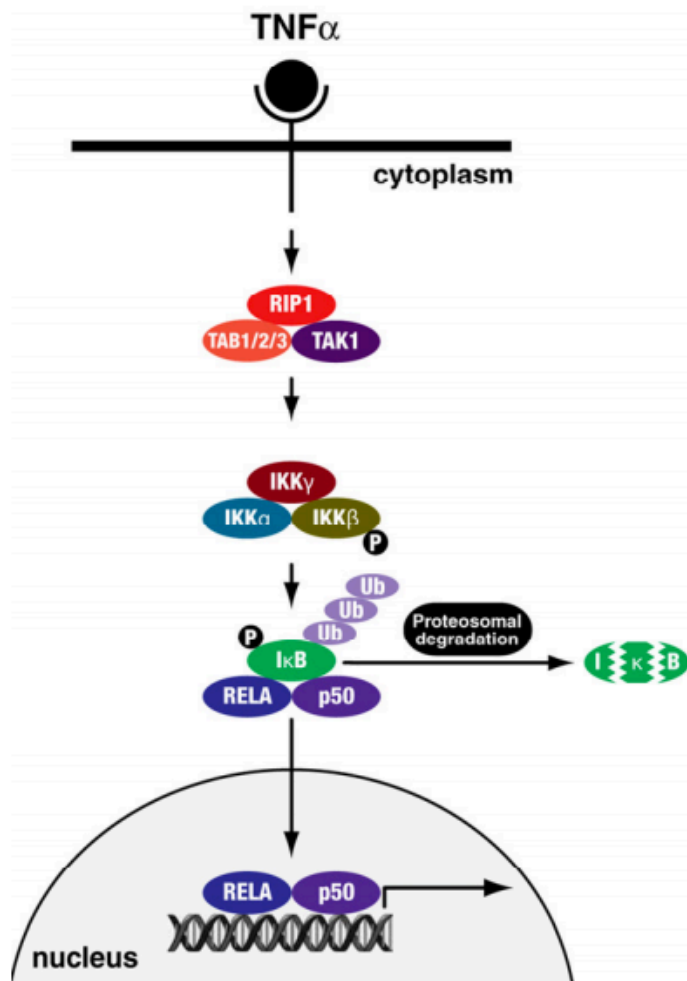 TNFα
cytoplasm
RIP1
TAB1/2/3 TAK1
IKKγ
IKKα IKKβ
P
Ub
Ub
Ub
P
IκB
Proteosomal
degradation
I κ B
RELA p50
RELA p50
nucleus